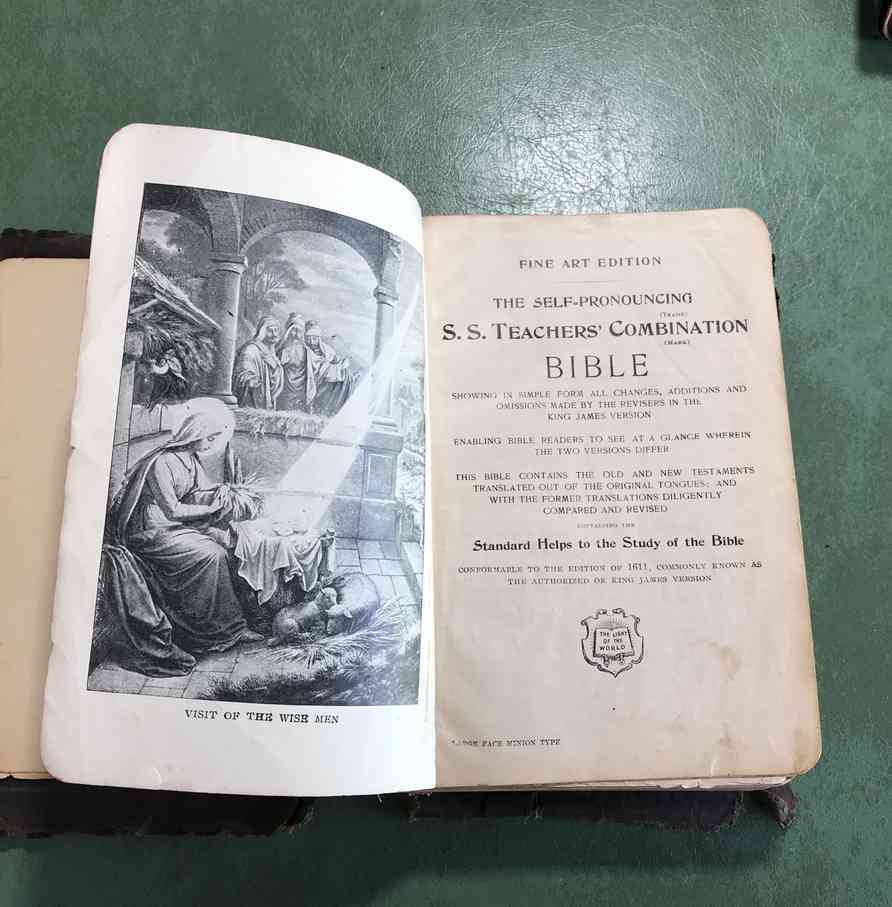 VISIT OF THE WISE MEN
FINE ART EDITION
THE SELF-PRONOUNCING
(TRADE)
S. S. TEACHERS' COMBINATION
(MARK)
BIBLE
SHOWING IN SIMPLE FORM ALL CHANGES, ADDITIONS AND
OMISSIONS MADE BY THE REVISERS IN THE
KING JAMES VERSION
ENABLING BIBLE READERS TO SEE AT A GLANCE WHEREIN
THE TWO VERSIONS DIFFER
THIS BIBLE CONTAINS THE OLD AND NEW TESTAMENTS
TRANSLATED OUT OF THE ORIGINAL TONGUES; AND
WITH THE FORMER TRANSLATIONS DILIGENTLY
COMPARED AND REVISED
CONTAINING THE
Standard Helps to the Study of the Bible
CONFORMABLE TO THE EDITION OF 1611, COMMONLY KNOWN AS
THE AUTHORIZED OR KING JAMES VERSION
THE LIGHT
OF THE
WORLD
LARGE FACE MINION TYPE